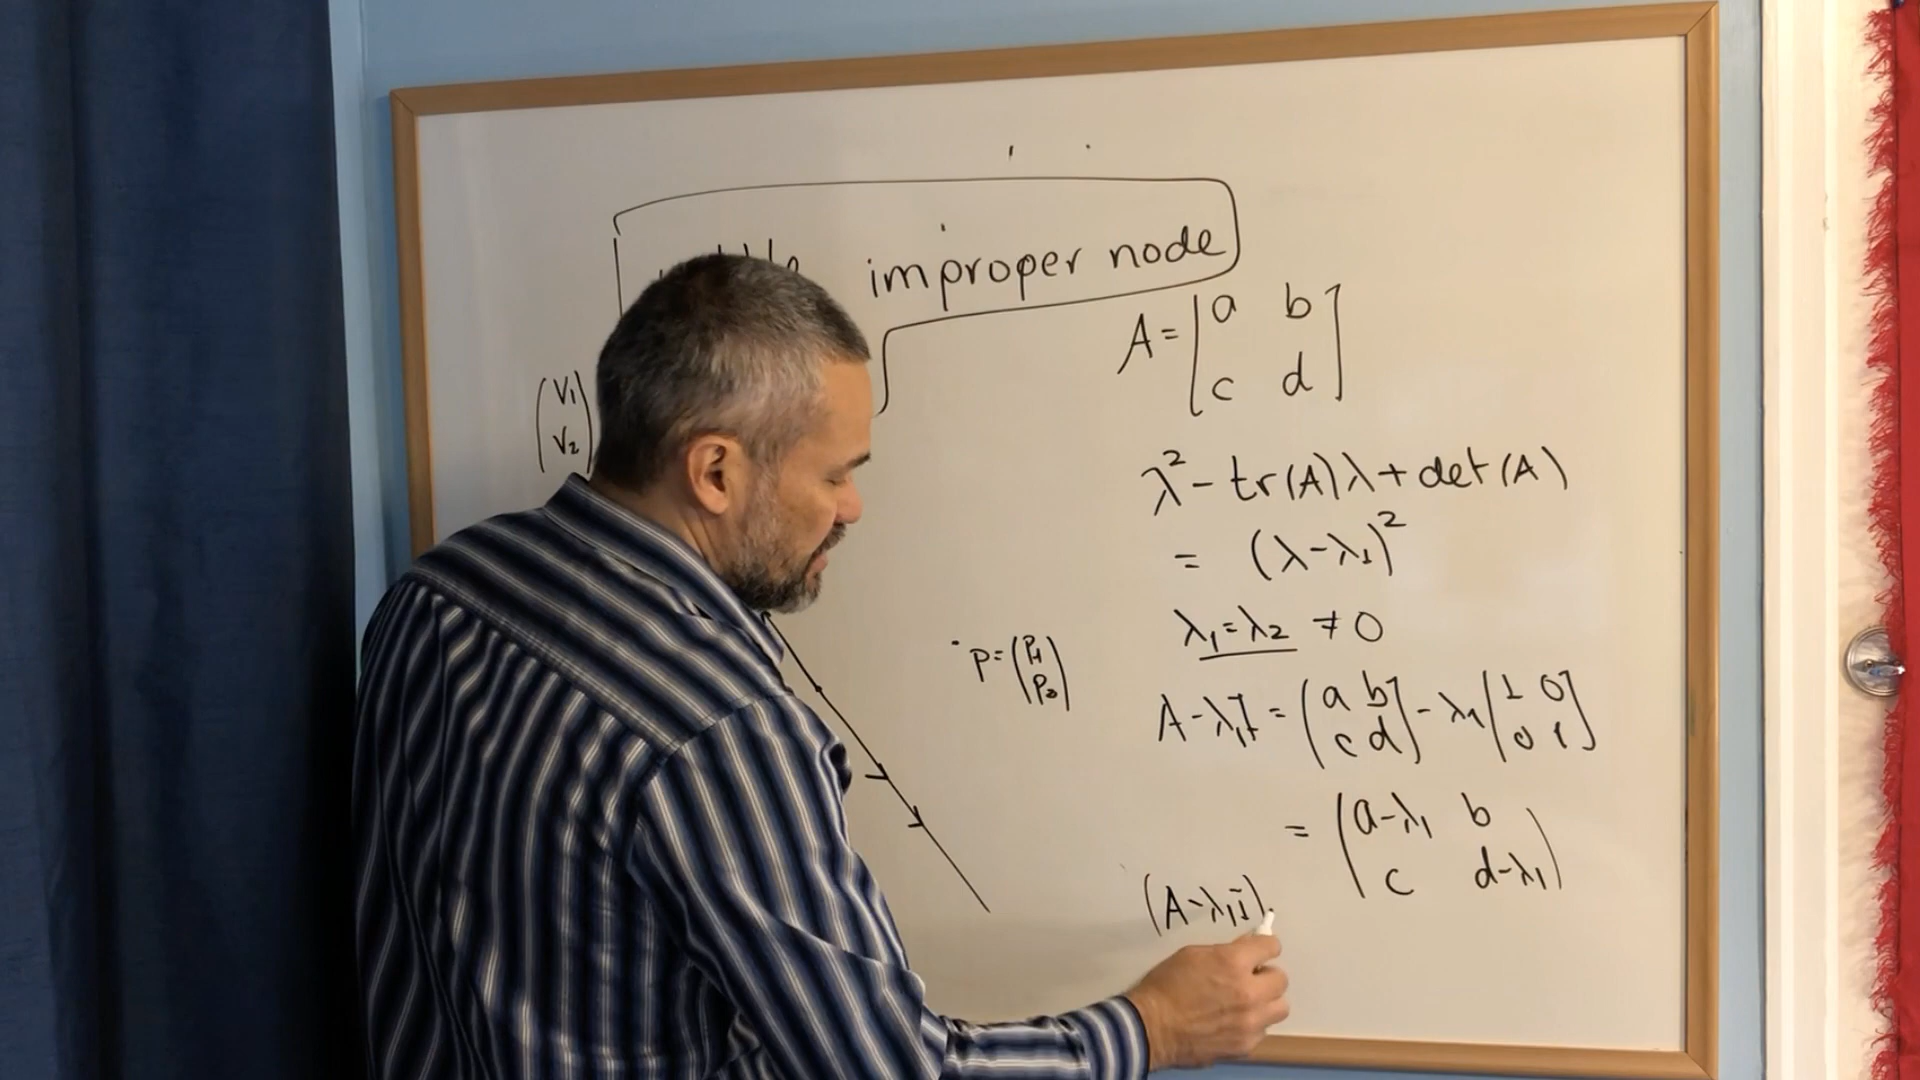 improper node
A = [a b
c d]
(V1
V2)
λ² - tr(A)λ + det(A)
= (λ-λ1)²
λ1=λ2 ≠ 0
P=(P1
P2)
A-λ1I = (a b
c d) - λ1(1 0
0 1)
= (a-λ1 b
c d-λ1)
(A-λ1I)